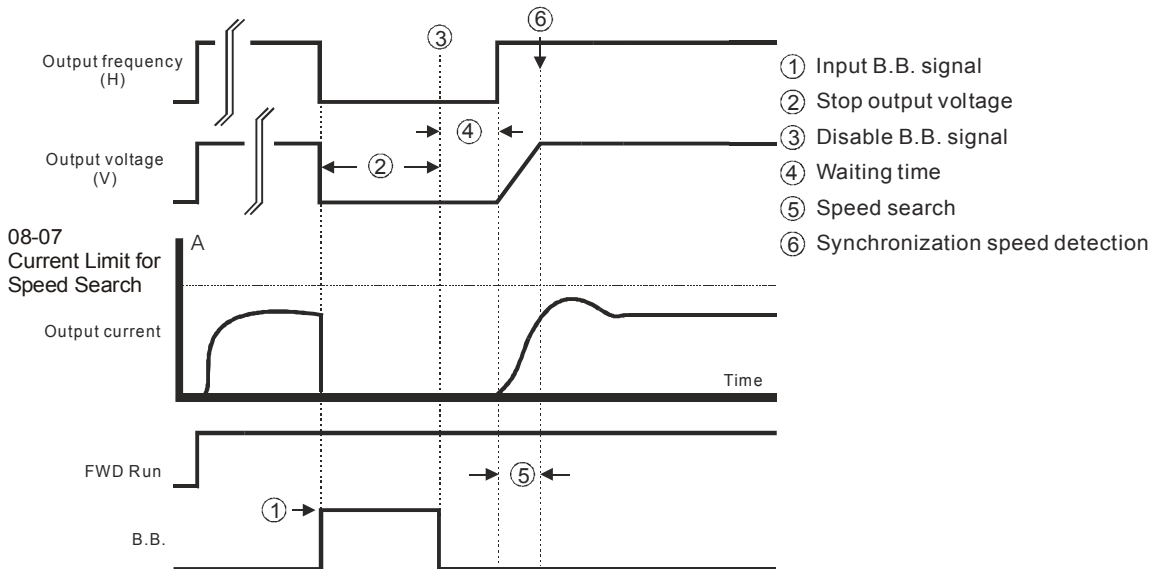 ⑥
③
Output frequency
(H)
① Input B.B. signal
② Stop output voltage
④
③ Disable B.B. signal
Output voltage
(V)
②
④ Waiting time
⑤ Speed search
⑥ Synchronization speed detection
08-07
Current Limit for
Speed Search
A
Output current
Time
FWD Run
⑤
①
B.B.